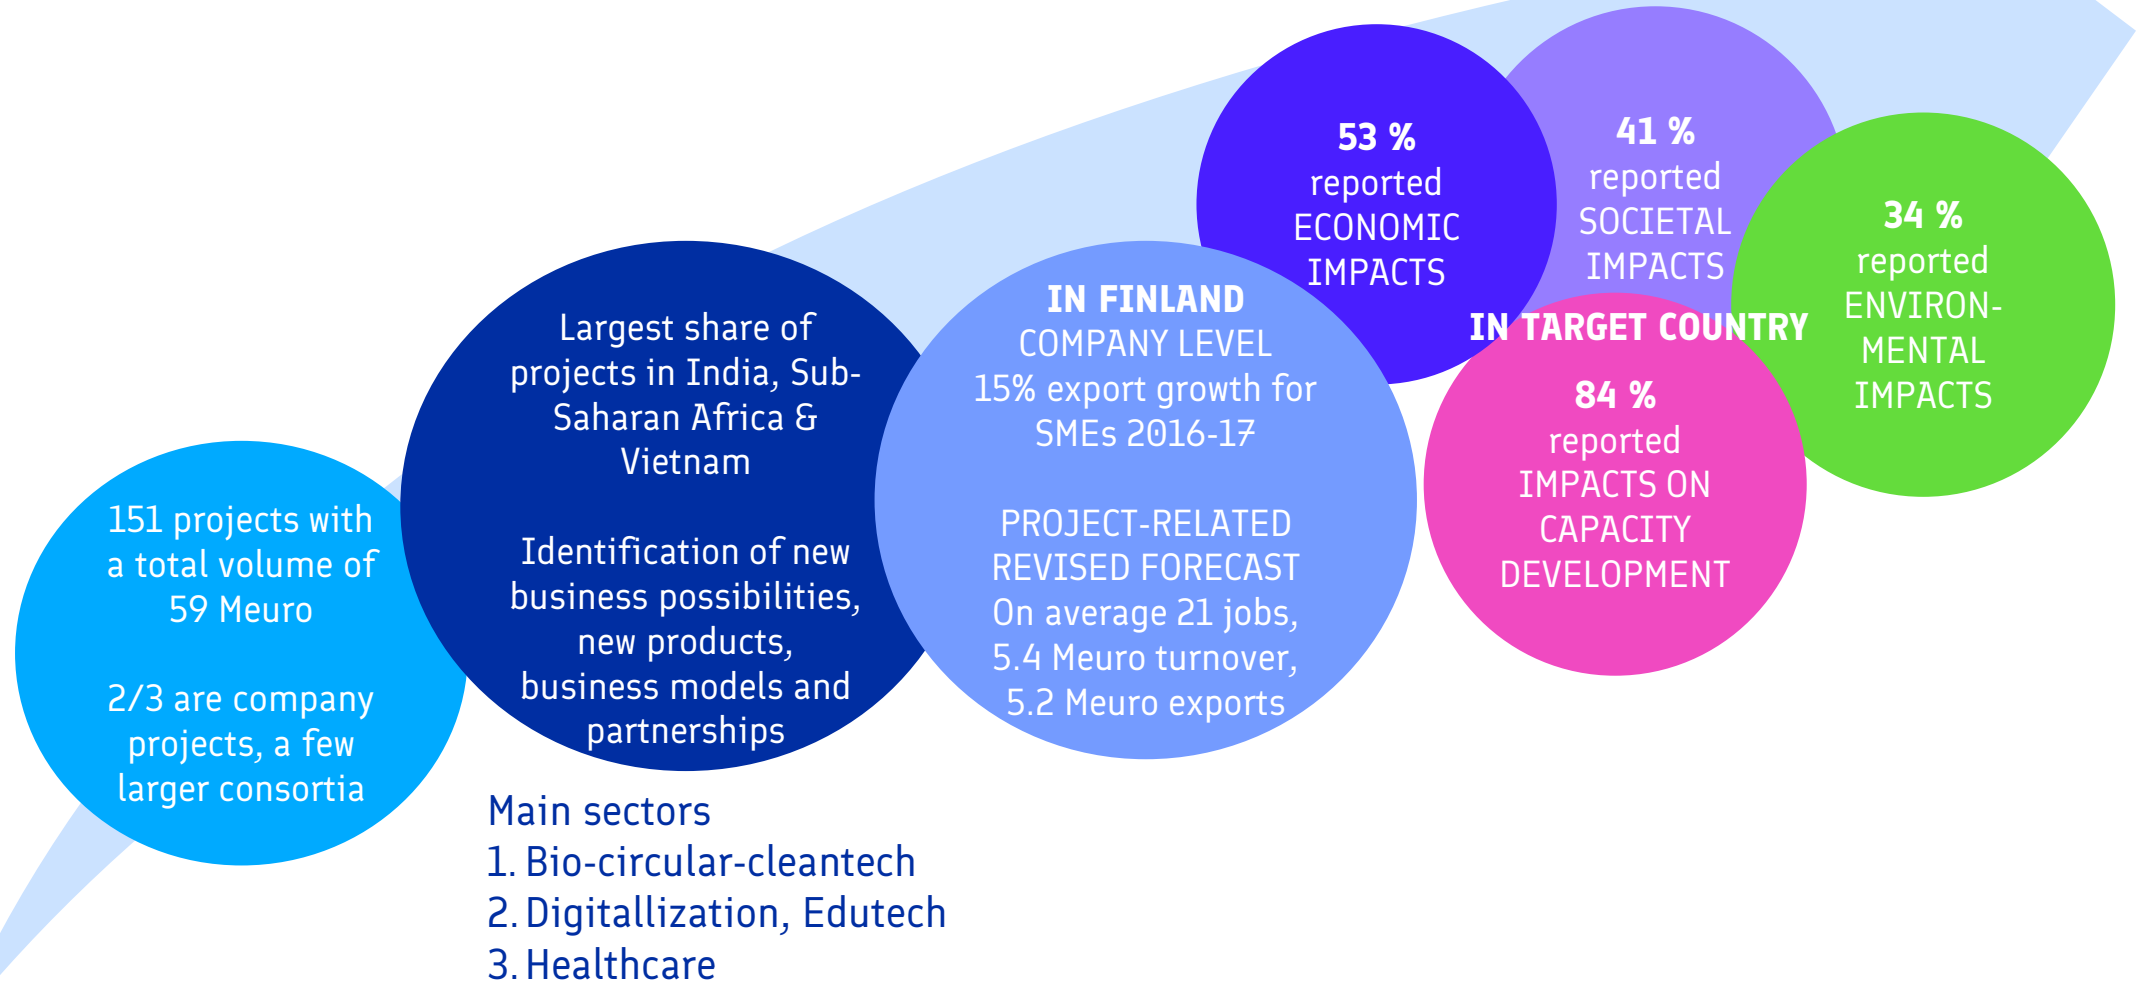 151 projects with
a total volume of
59 Meuro
2/3 are company
projects, a few
larger consortia
Largest share of
projects in India, Sub-
Saharan Africa &
Vietnam
Identification of new
business possibilities,
new products,
business models and
partnerships
Main sectors
1. Bio-circular-cleantech
2. Digitallization, Edutech
3. Healthcare
IN FINLAND
COMPANY LEVEL
15% export growth for
SMEs 2016-17
PROJECT-RELATED
REVISED FORECAST
On average 21 jobs,
5.4 Meuro turnover,
5.2 Meuro exports
53 %
reported
ECONOMIC
IMPACTS
41 %
reported
SOCIETAL
IMPACTS
34 %
reported
ENVIRON-
MENTAL
IMPACTS
IN TARGET COUNTRY
84 %
reported
IMPACTS ON
CAPACITY
DEVELOPMENT